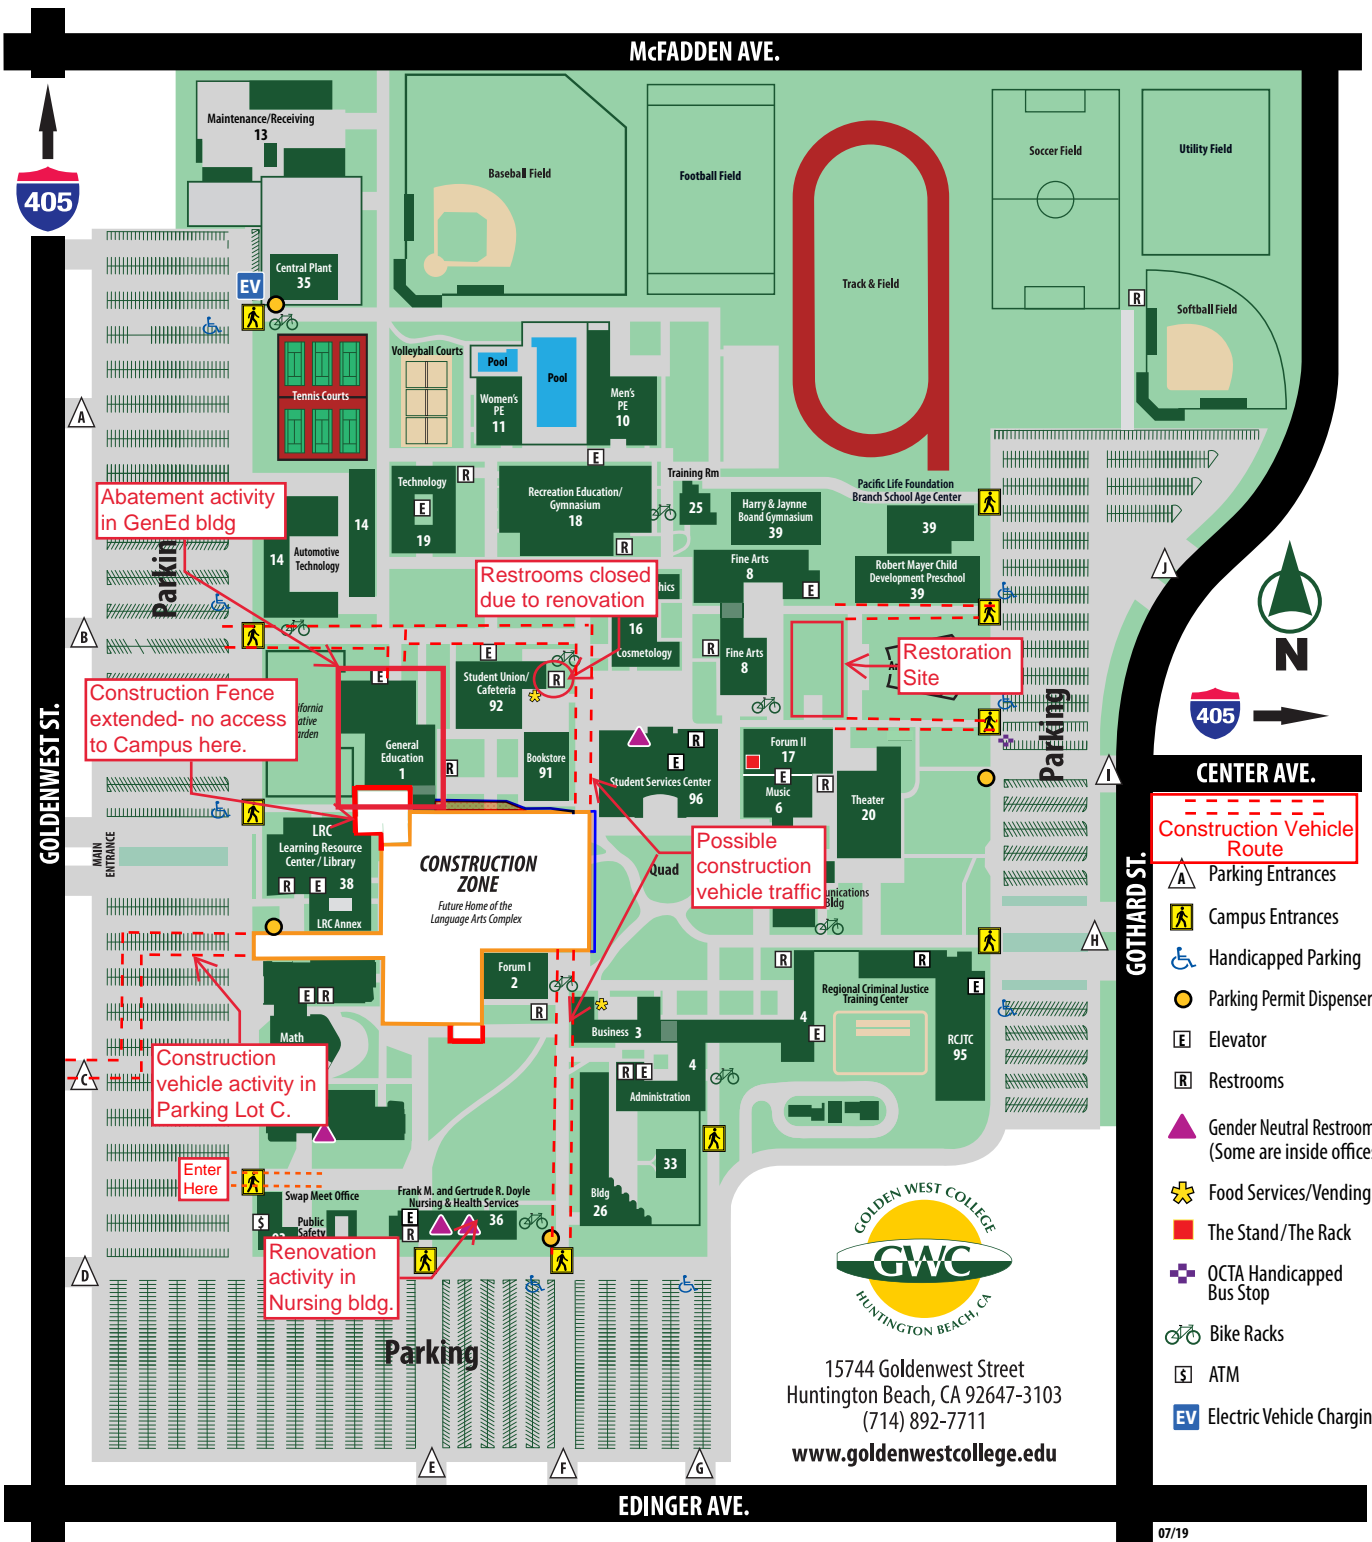 McFADDEN AVE.
405
Maintenance/Receiving
13
Baseball Field
Football Field
Track & Field
Soccer Field
Utility Field
Softball Field
R
Central Plant
35
EV
Volleyball Courts
Tennis Courts
Pool
Pool
Women's
PE
11
Men's
PE
10
A
E
R
Technology
E
19
Recreation Education/
Gymnasium
18
R
Training Rm
25
Harry & Jaynne
Boand Gymnasium
39
Pacific Life Foundation
Branch School Age Center
39
Robert Mayer Child
Development Preschool
39
Abatement activity
in GenEd bldg
14
14
Automotive
Technology
Parkin
Restrooms closed
due to renovation
hics
16
Cosmetology
Fine Arts
8
E
R
Fine Arts
8
Restoration
Site
J
N
405
B
Construction Fence
extended- no access
to Campus here.
E
General
Education
1
R
E
Student Union/
Cafeteria
92
R
Bookstore
91
R
E
Student Services Center
96
Forum II
17
E
Music
6
R
Theater
20
Parking
I
CENTER AVE.
GOLDENWEST ST.
MAIN
ENTRANCE
LRC
Learning Resource
Center / Library
R
E
38
LRC Annex
CONSTRUCTION
ZONE
Future Home of the
Language Arts Complex
Quad
Possible
construction
vehicle traffic
unications
Bldg
H
GOTHARD ST.
E R
Math
Forum I
2
R
Business 3
R
4
E
4
R E
Administration
Regional Criminal Justice
Training Center
R
E
RCJTC
95
C
Construction
vehicle activity in
Parking Lot C.
Enter
Here
Swap Meet Office
$
Public
Safety
Frank M. and Gertrude R. Doyle
Nursing & Health Services
E
R
36
Bldg
26
33
Renovation
activity in
Nursing bldg.
D
Parking
E
F
G
GOLDEN WEST COLLEGE
GWC
HUNTINGTON BEACH, CA
15744 Goldenwest Street
Huntington Beach, CA 92647-3103
(714) 892-7711
www.goldenwestcollege.edu
Construction Vehicle
Route
A Parking Entrances
Campus Entrances
Handicapped Parking
Parking Permit Dispenser
E Elevator
R Restrooms
Gender Neutral Restroom
(Some are inside office
Food Services/Vending
The Stand/The Rack
OCTA Handicapped
Bus Stop
Bike Racks
$ ATM
EV Electric Vehicle Chargin
EDINGER AVE.
07/19